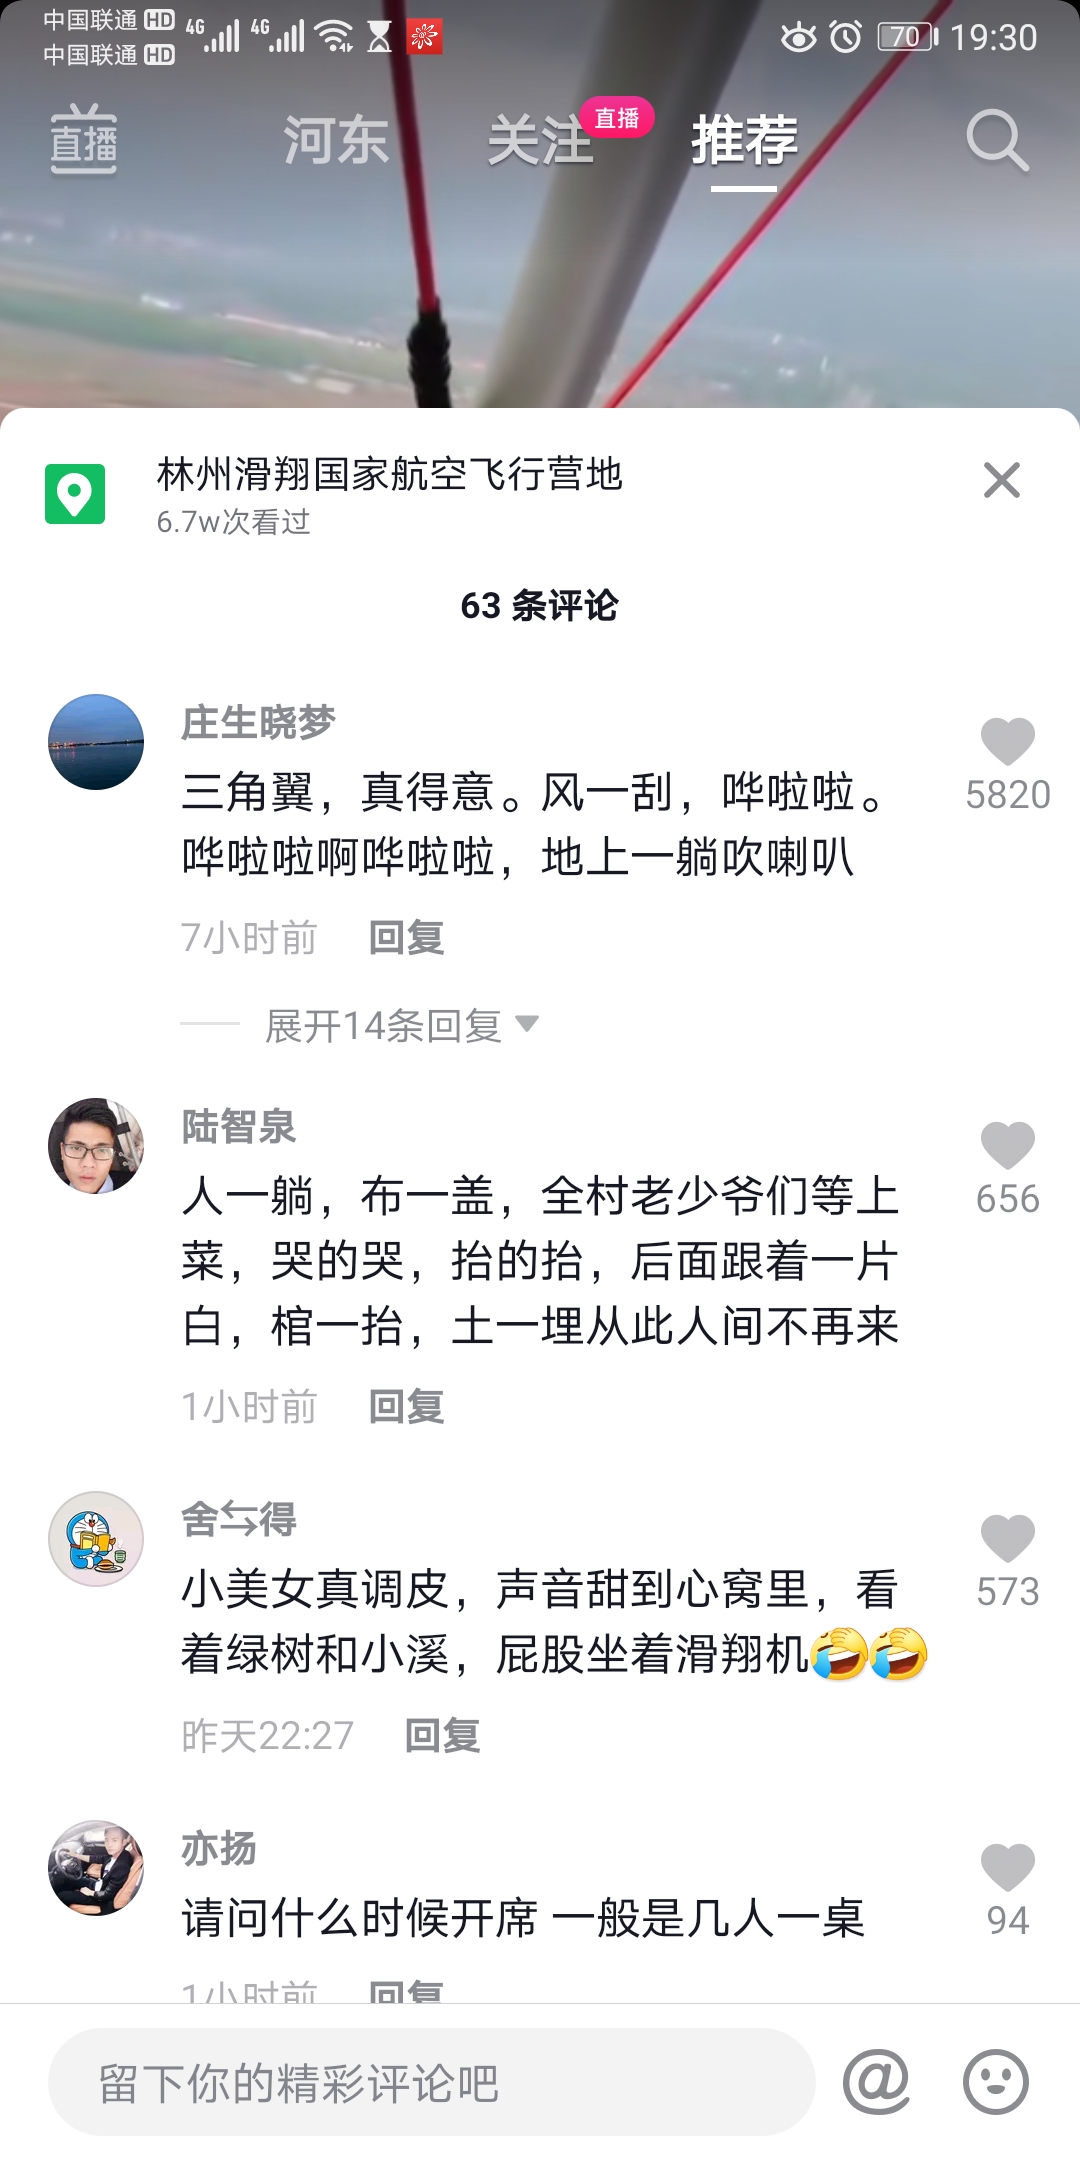 中国联通 HD 4G 4G 70 19:30
中国联通 HD
直播 河东 关注 直播 推荐
林州滑翔国家航空飞行营地
6.7w次看过
63 条评论
庄生晓梦
三角翼，真得意。风一刮，哗啦啦。
哗啦啦啊哗啦啦，地上一躺吹喇叭
5820
7小时前 回复
展开14条回复
陆智泉
人一躺，布一盖，全村老少爷们等上
菜，哭的哭，抬的抬，后面跟着一片
白，棺一抬，土一埋从此人间不再来
656
1小时前 回复
舍⇆得
小美女真调皮，声音甜到心窝里，看
着绿树和小溪，屁股坐着滑翔机🤣🤣
573
昨天22:27 回复
亦扬
请问什么时候开席 一般是几人一桌
94
1小时前 回复
留下你的精彩评论吧 @